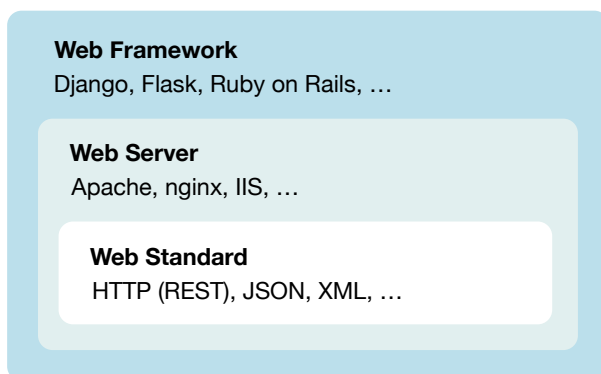 Web Framework
Django, Flask, Ruby on Rails, …
Web Server
Apache, nginx, IIS, …
Web Standard
HTTP (REST), JSON, XML, …